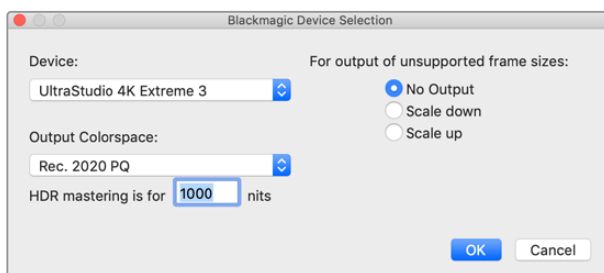 Blackmagic Device Selection
Device:
UltraStudio 4K Extreme 3
Output Colorspace:
Rec. 2020 PQ
HDR mastering is for 1000 nits
For output of unsupported frame sizes:
No Output
Scale down
Scale up
OK Cancel